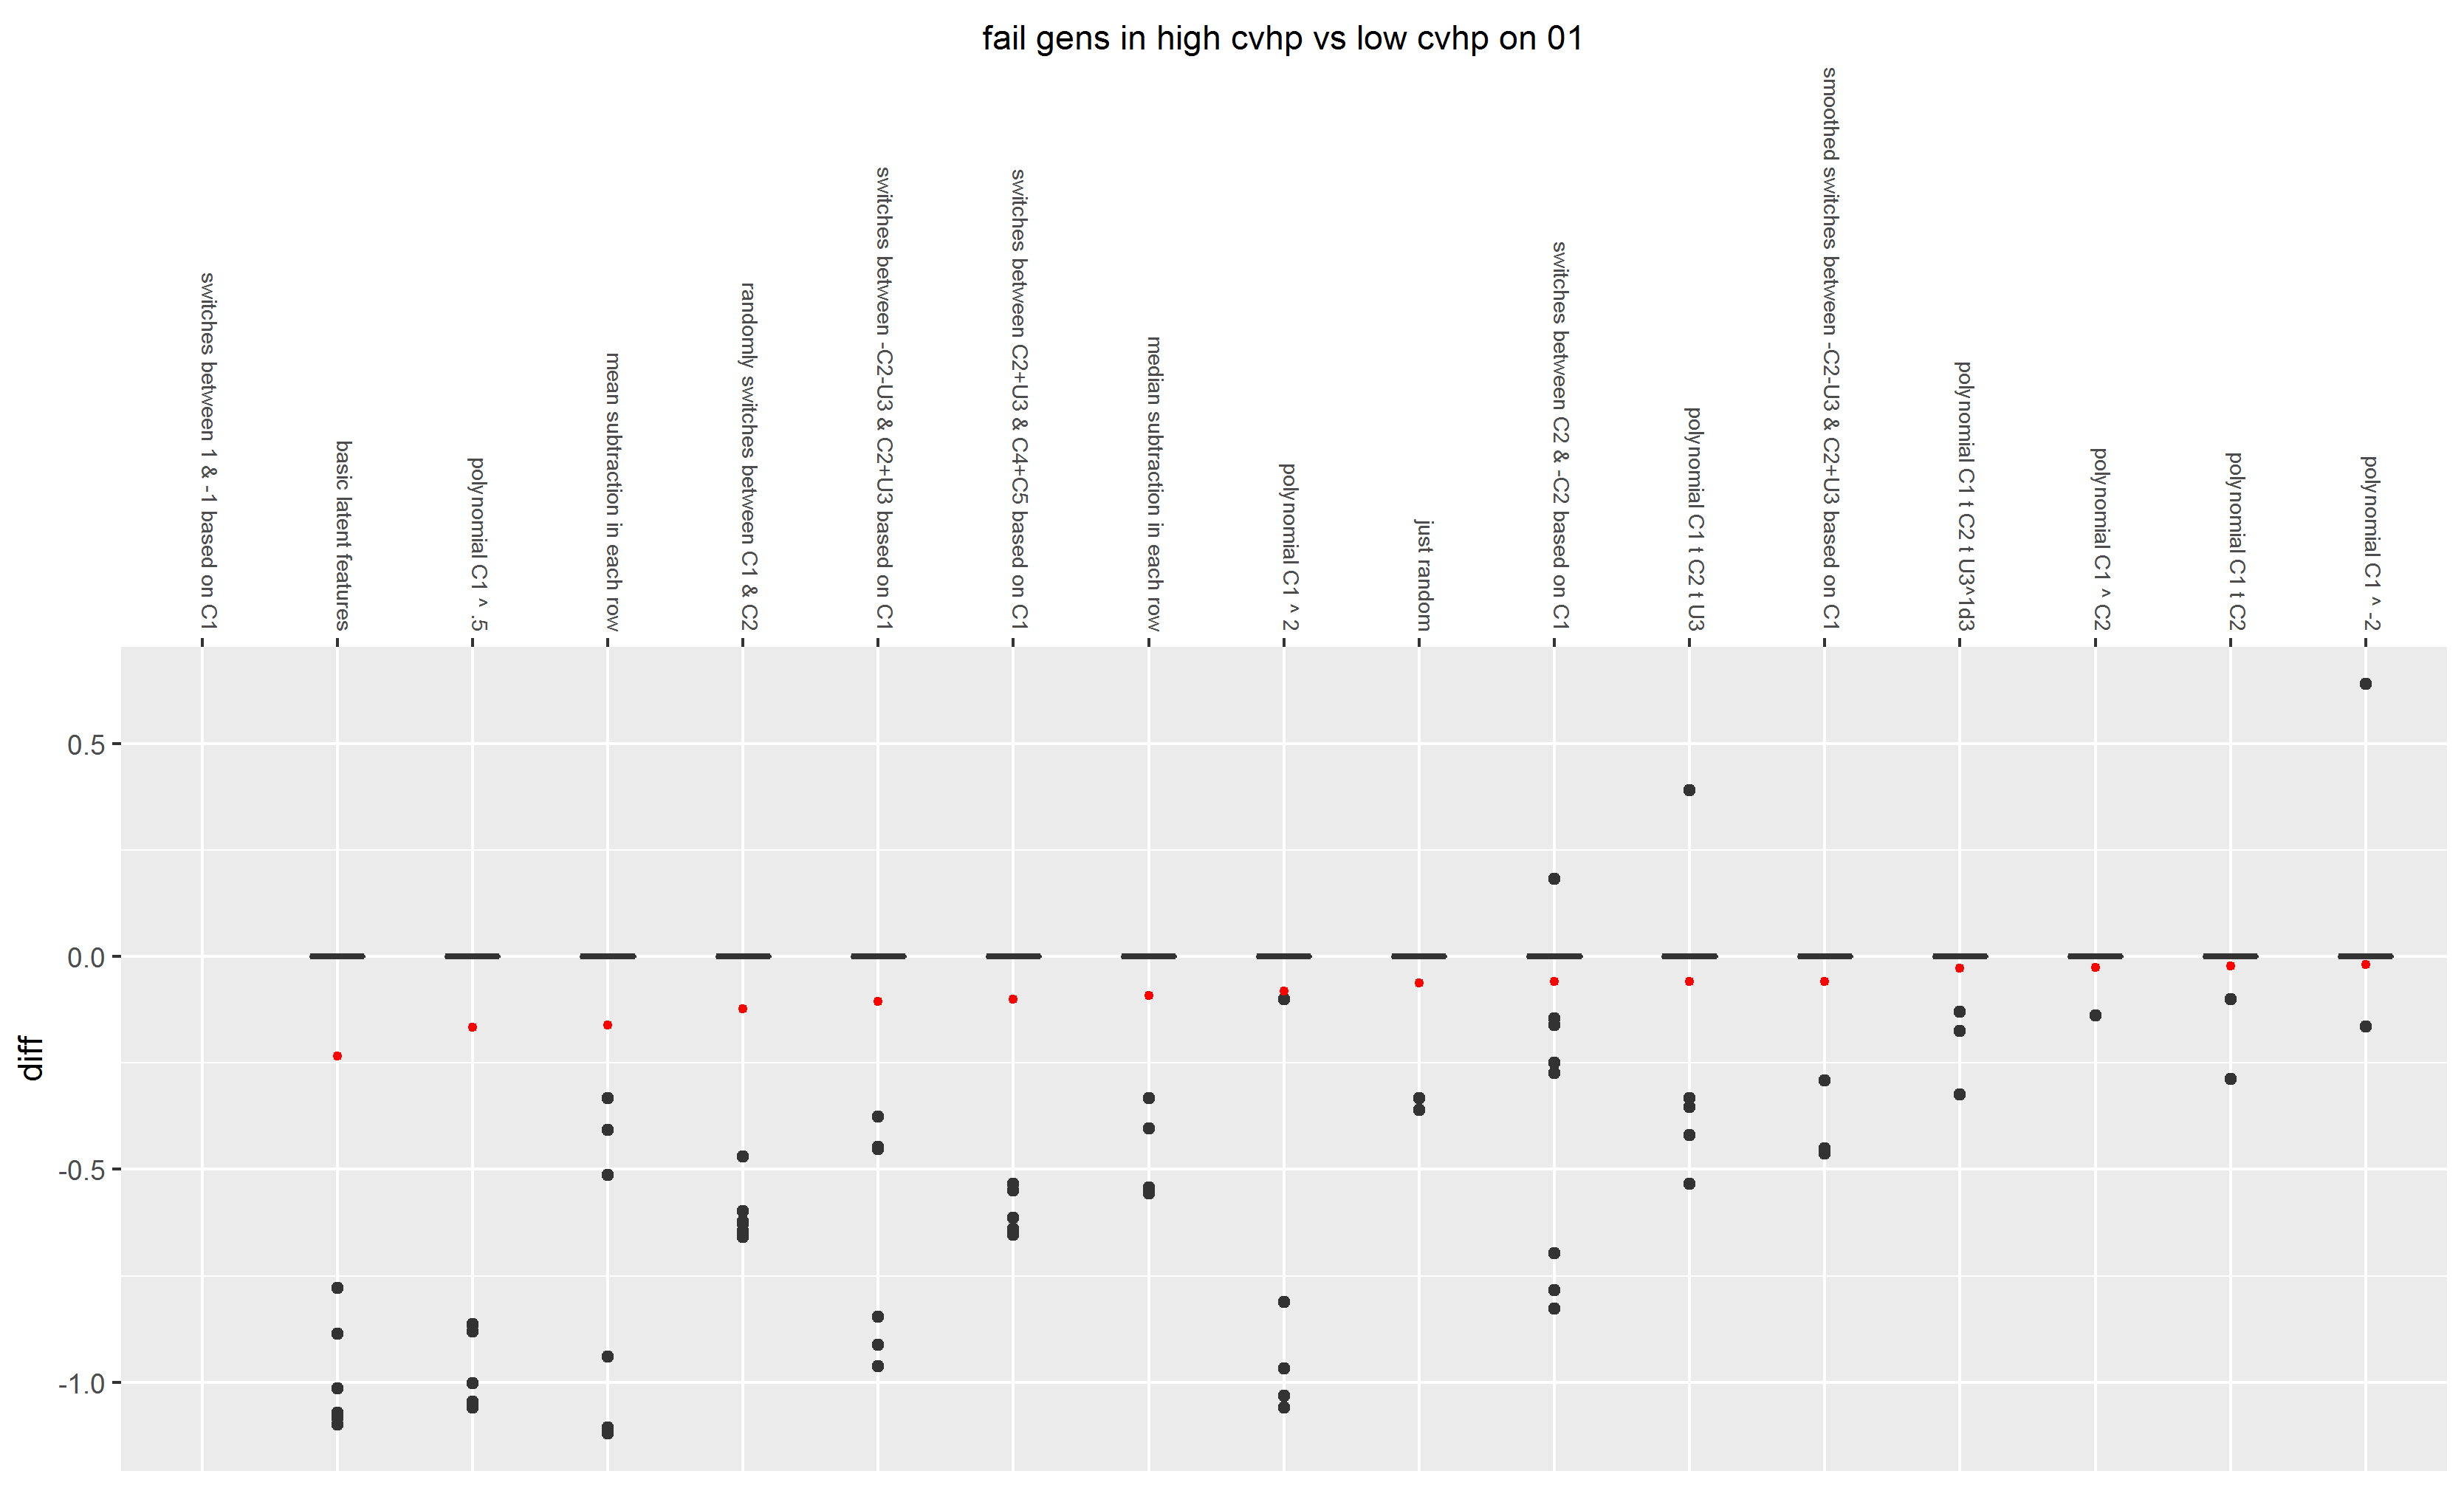 fail gens in high cvhp vs low cvhp on 01
switches between 1 & -1 based on C1
basic latent features
polynomial C1 ^ .5
mean subtraction in each row
randomly switches between C1 & C2
switches between -C2-U3 & C2+U3 based on C1
switches between C2+U3 & C4+C5 based on C1
median subtraction in each row
polynomial C1 ^ 2
just random
switches between C2 & -C2 based on C1
polynomial C1 t C2 t U3
smoothed switches between -C2-U3 & C2+U3 based on C1
polynomial C1 t C2 t U3^1d3
polynomial C1 ^ C2
polynomial C1 t C2
polynomial C1 ^ -2
0.5
0.0
-0.5
-1.0
diff